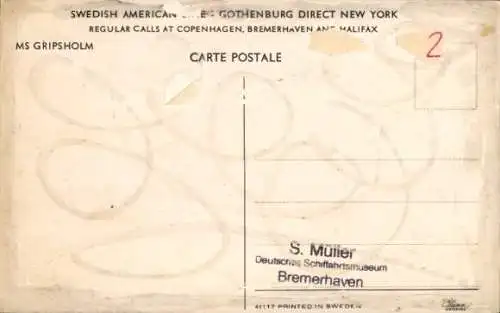 SWEDISH AMERICAN GOTHENBURG DIRECT NEW YORK
REGULAR CALLS AT COPENHAGEN, BREMERHAVEN AND HALIFAX
MS GRIPSHOLM
CARTE POSTALE
2
S. Müller
Deutsches Schiffahrtsmuseum
Bremerhaven
PRINTED IN SWEDEN